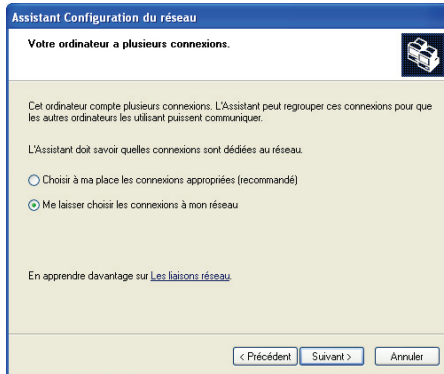 Assistant Configuration du réseau
Votre ordinateur a plusieurs connexions.
Cet ordinateur compte plusieurs connexions. L'Assistant peut regrouper ces connexions pour que
les autres ordinateurs les utilisant puissent communiquer.
L'Assistant doit savoir quelles connexions sont dédiées au réseau.
Choisir à ma place les connexions appropriées (recommandé)
Me laisser choisir les connexions à mon réseau
En apprendre davantage sur Les liaisons réseau.
< Précédent Suivant > Annuler